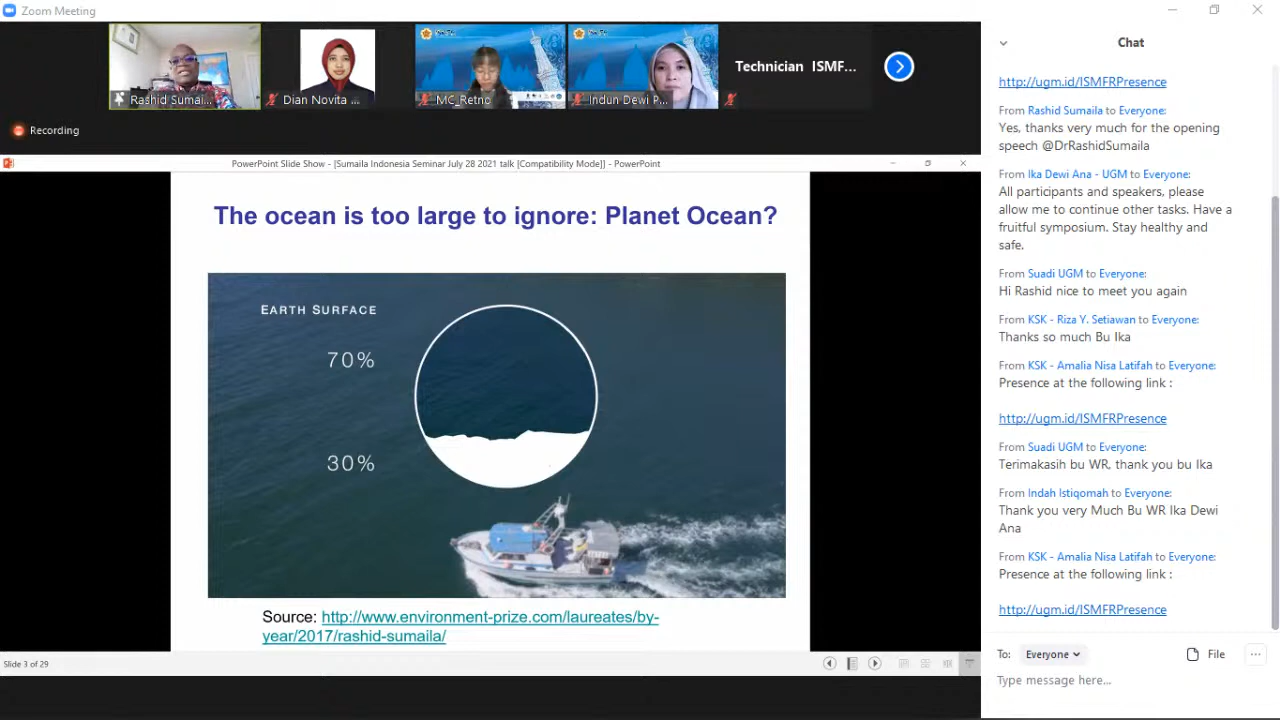 Zoom Meeting
Rashid Sumai...
Dian Novita ...
MC_Retno
Indun Dewi P...
Technician ISMF...
Recording
PowerPoint Slide Show - [Sumaila Indonesia Seminar July 28 2021 talk [Compatibility Mode]] - PowerPoint
The ocean is too large to ignore: Planet Ocean?
EARTH SURFACE
70%
30%
Source: http://www.environment-prize.com/laureates/by-
year/2017/rashid-sumaila/
Slide 3 of 29
Chat
http://ugm.id/ISMFRPresence
From Rashid Sumaila to Everyone:
Yes, thanks very much for the opening
speech @DrRashidSumaila
From Ika Dewi Ana - UGM to Everyone:
All participants and speakers, please
allow me to continue other tasks. Have a
fruitful symposium. Stay healthy and
safe.
From Suadi UGM to Everyone:
Hi Rashid nice to meet you again
From KSK - Riza Y. Setiawan to Everyone:
Thanks so much Bu Ika
From KSK - Amalia Nisa Latifah to Everyone:
Presence at the following link :
http://ugm.id/ISMFRPresence
From Suadi UGM to Everyone:
Terimakasih bu WR, thank you bu Ika
From Indah Istiqomah to Everyone:
Thank you very Much Bu WR Ika Dewi
Ana
From KSK - Amalia Nisa Latifah to Everyone:
Presence at the following link :
http://ugm.id/ISMFRPresence
To: Everyone
File
Type message here...